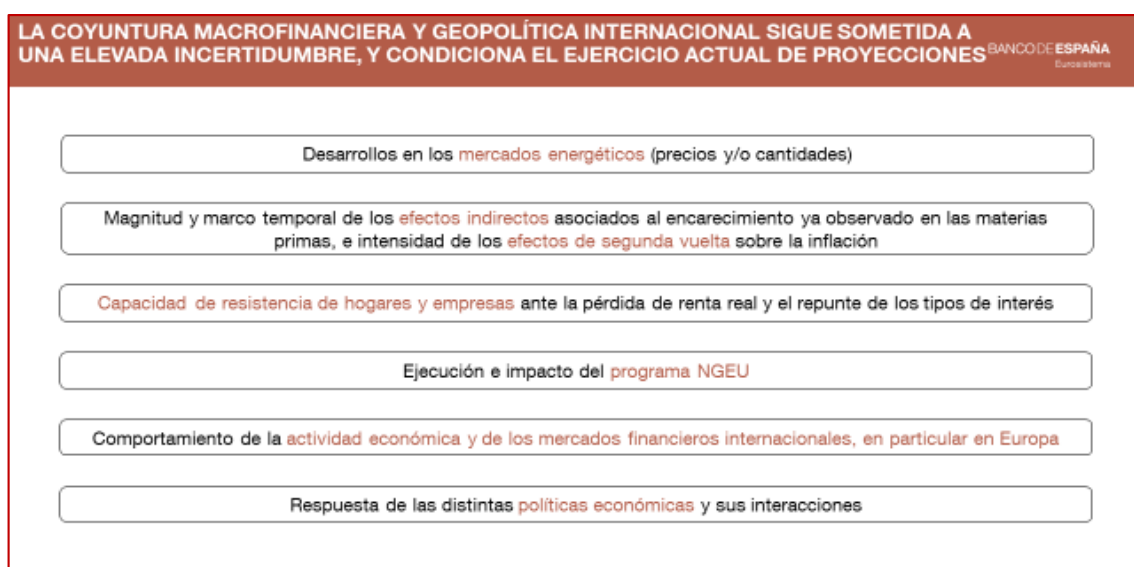 LA COYUNTURA MACROFINANCIERA Y GEOPOLÍTICA INTERNACIONAL SIGUE SOMETIDA A
UNA ELEVADA INCERTIDUMBRE, Y CONDICIONA EL EJERCICIO ACTUAL DE PROYECCIONES
BANCO DE ESPAÑA
Eurosistema
Desarrollos en los mercados energéticos (precios y/o cantidades)
Magnitud y marco temporal de los efectos indirectos asociados al encarecimiento ya observado en las materias
primas, e intensidad de los efectos de segunda vuelta sobre la inflación
Capacidad de resistencia de hogares y empresas ante la pérdida de renta real y el repunte de los tipos de interés
Ejecución e impacto del programa NGEU
Comportamiento de la actividad económica y de los mercados financieros internacionales, en particular en Europa
Respuesta de las distintas políticas económicas y sus interacciones